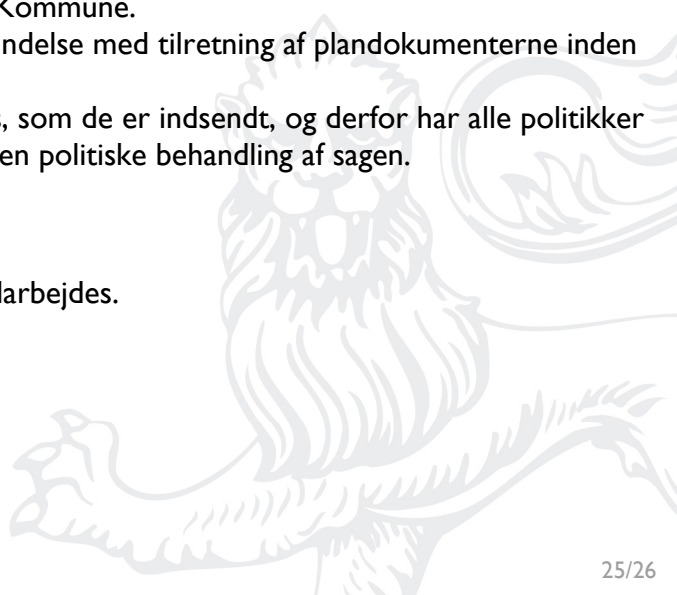 Kommune.
ndelse med tilretning af plandokumenterne inden
, som de er indsendt, og derfor har alle politikker
en politiske behandling af sagen.
arbejdes.
25/26